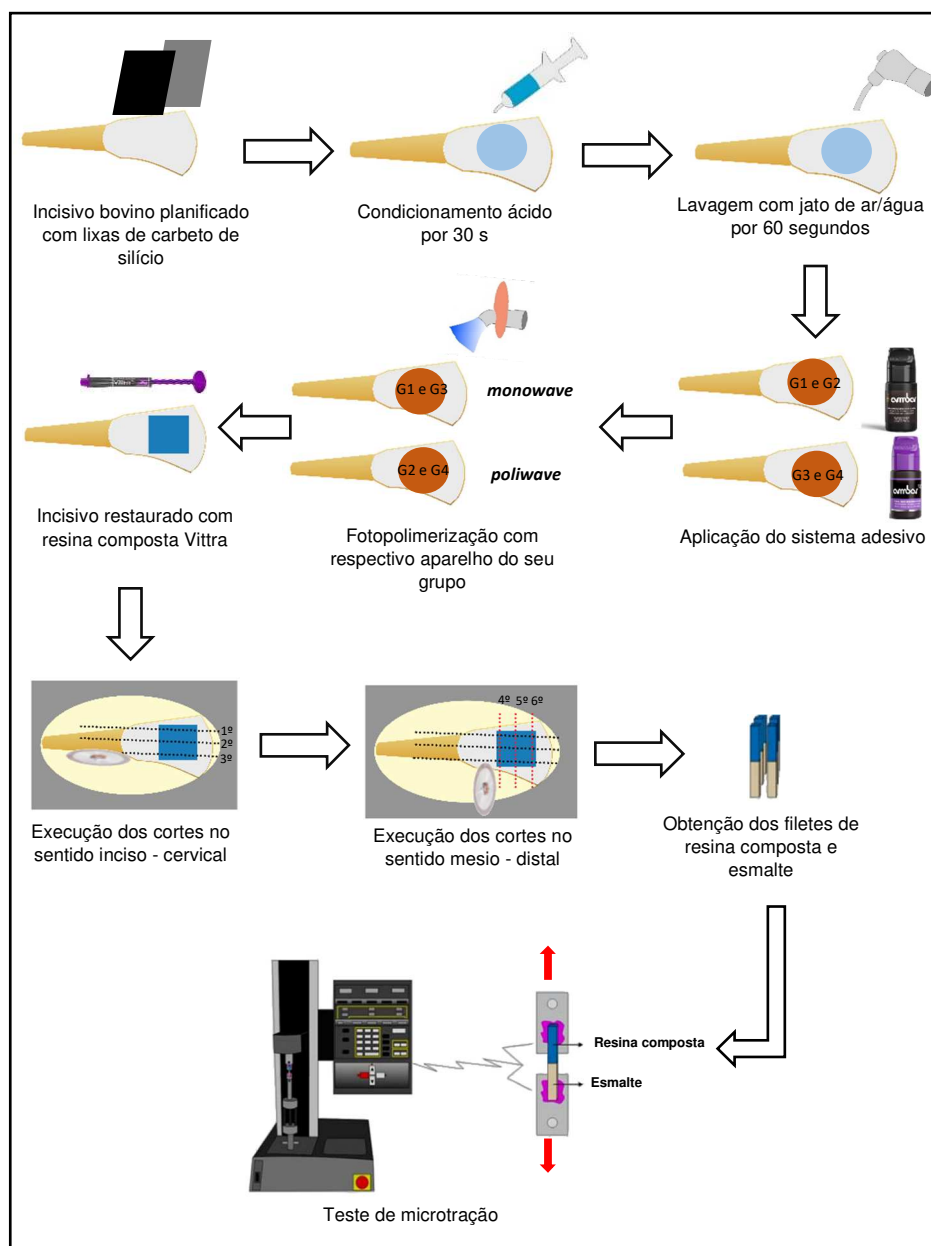 Incisivo bovino planificado
com lixas de carbeto de
silício
Condicionamento ácido
por 30 s
Lavagem com jato de ar/água
por 60 segundos
G1 e G2
ambar
G3 e G4
ambar
Aplicação do sistema adesivo
G1 e G3
monowave
G2 e G4
poliwave
Fotopolimerização com
respectivo aparelho do seu
grupo
Incisivo restaurado com
resina composta Vittra
1º
2º
3º
Execução dos cortes no
sentido inciso - cervical
4º 5º 6º
Execução dos cortes no
sentido mesio - distal
Obtenção dos filetes de
resina composta e
esmalte
Resina composta
Esmalte
Teste de microtração